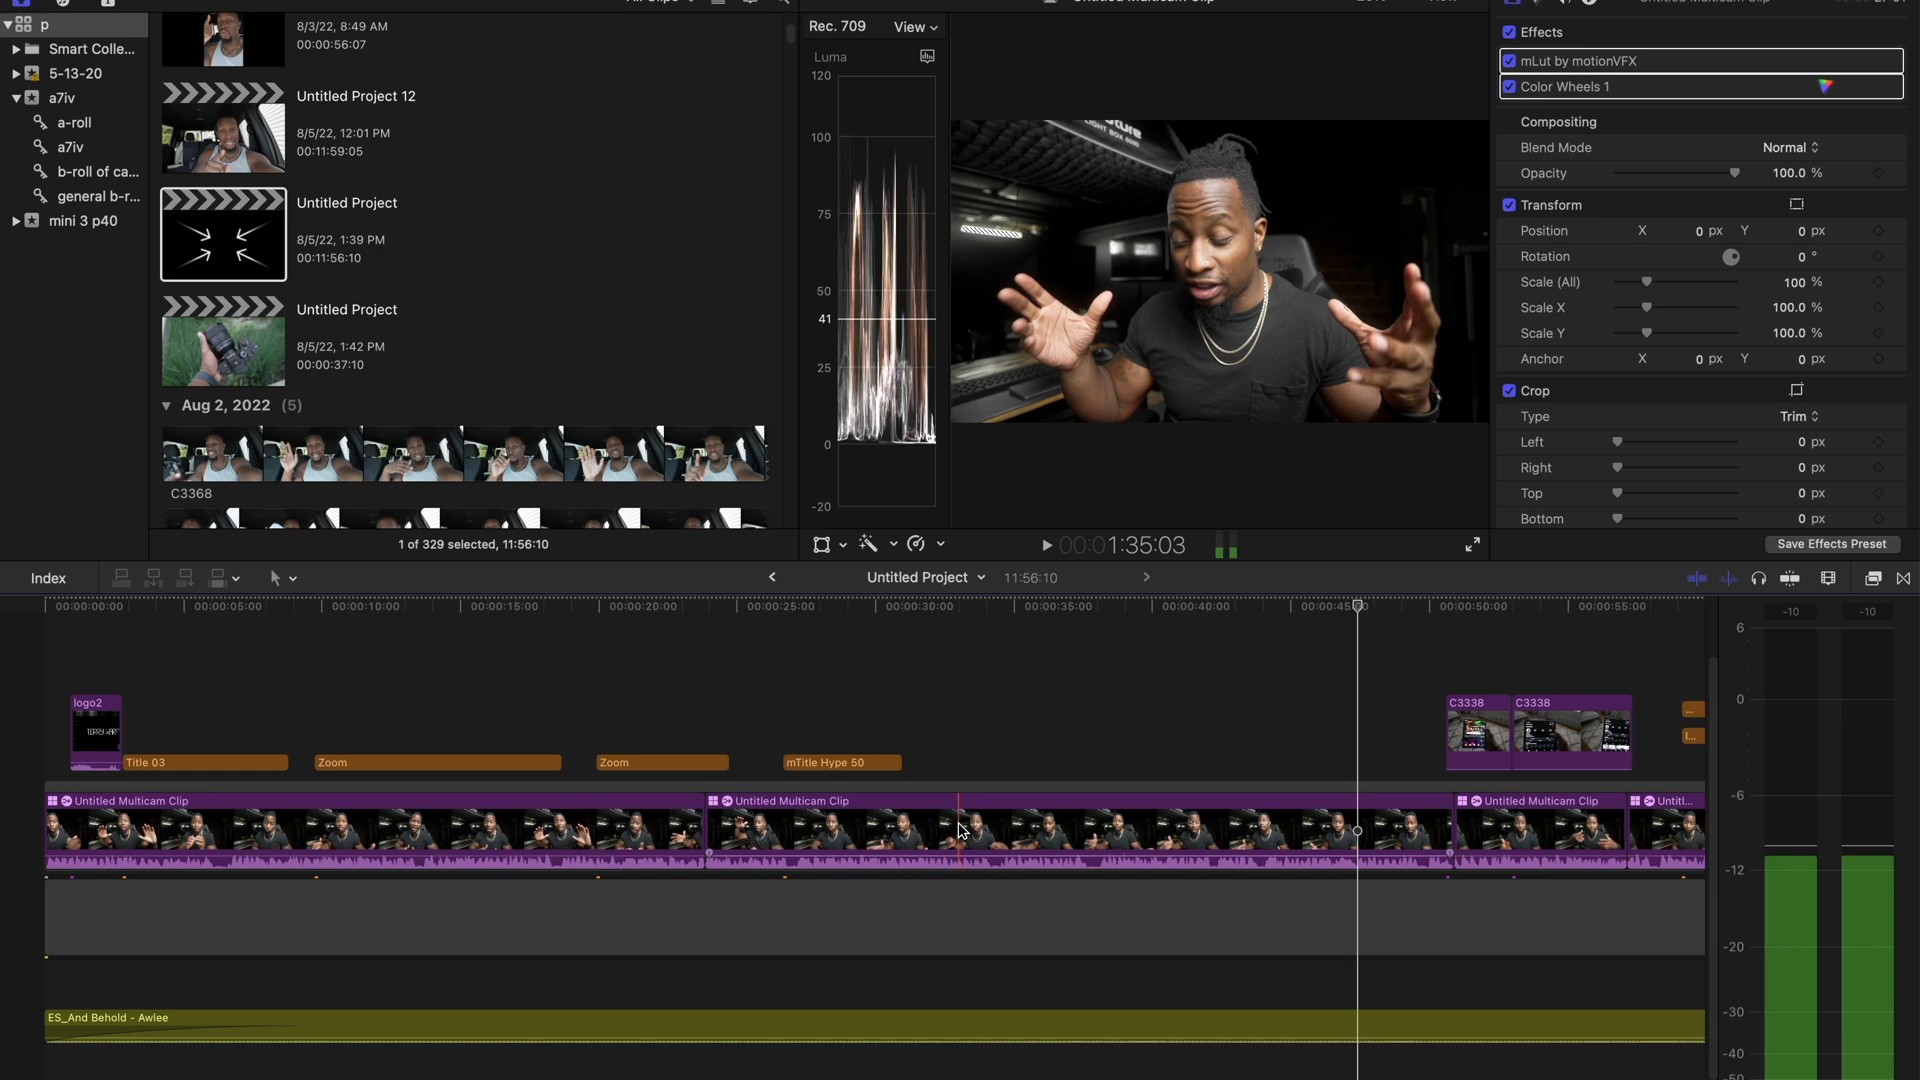 p
Smart Colle...
5-13-20
a7iv
a-roll
a7iv
b-roll of ca...
general b-r...
mini 3 p40
8/3/22, 8:49 AM
00:00:56:07
Untitled Project 12
8/5/22, 12:01 PM
00:11:59:05
Untitled Project
8/5/22, 1:39 PM
00:11:56:10
Untitled Project
8/5/22, 1:42 PM
00:00:37:10
Aug 2, 2022 (5)
C3368
1 of 329 selected, 11:56:10
Rec. 709
View
Luma
120
100
75
50
41
25
0
-20
00:01:35:03
Effects
mLut by motionVFX
Color Wheels 1
Compositing
Blend Mode Normal
Opacity 100.0 %
Transform
Position X 0 px Y 0 px
Rotation 0 °
Scale (All) 100 %
Scale X 100.0 %
Scale Y 100.0 %
Anchor X 0 px Y 0 px
Crop
Type Trim
Left 0 px
Right 0 px
Top 0 px
Bottom 0 px
Save Effects Preset
Index
Untitled Project 11:56:10
00:00:00:00 00:00:05:00 00:00:10:00 00:00:15:00 00:00:20:00 00:00:25:00 00:00:30:00 00:00:35:00 00:00:40:00 00:00:45 00:00:50:00 00:00:55:00
logo2
C3338 C3338
...
Title 03 Zoom Zoom mTitle Hype 50
I...
Untitled Multicam Clip Untitled Multicam Clip Untitled Multicam Clip Untitl...
ES_And Behold - Awlee
-10 -10
6
0
-6
-12
-20
-30
-40
-50